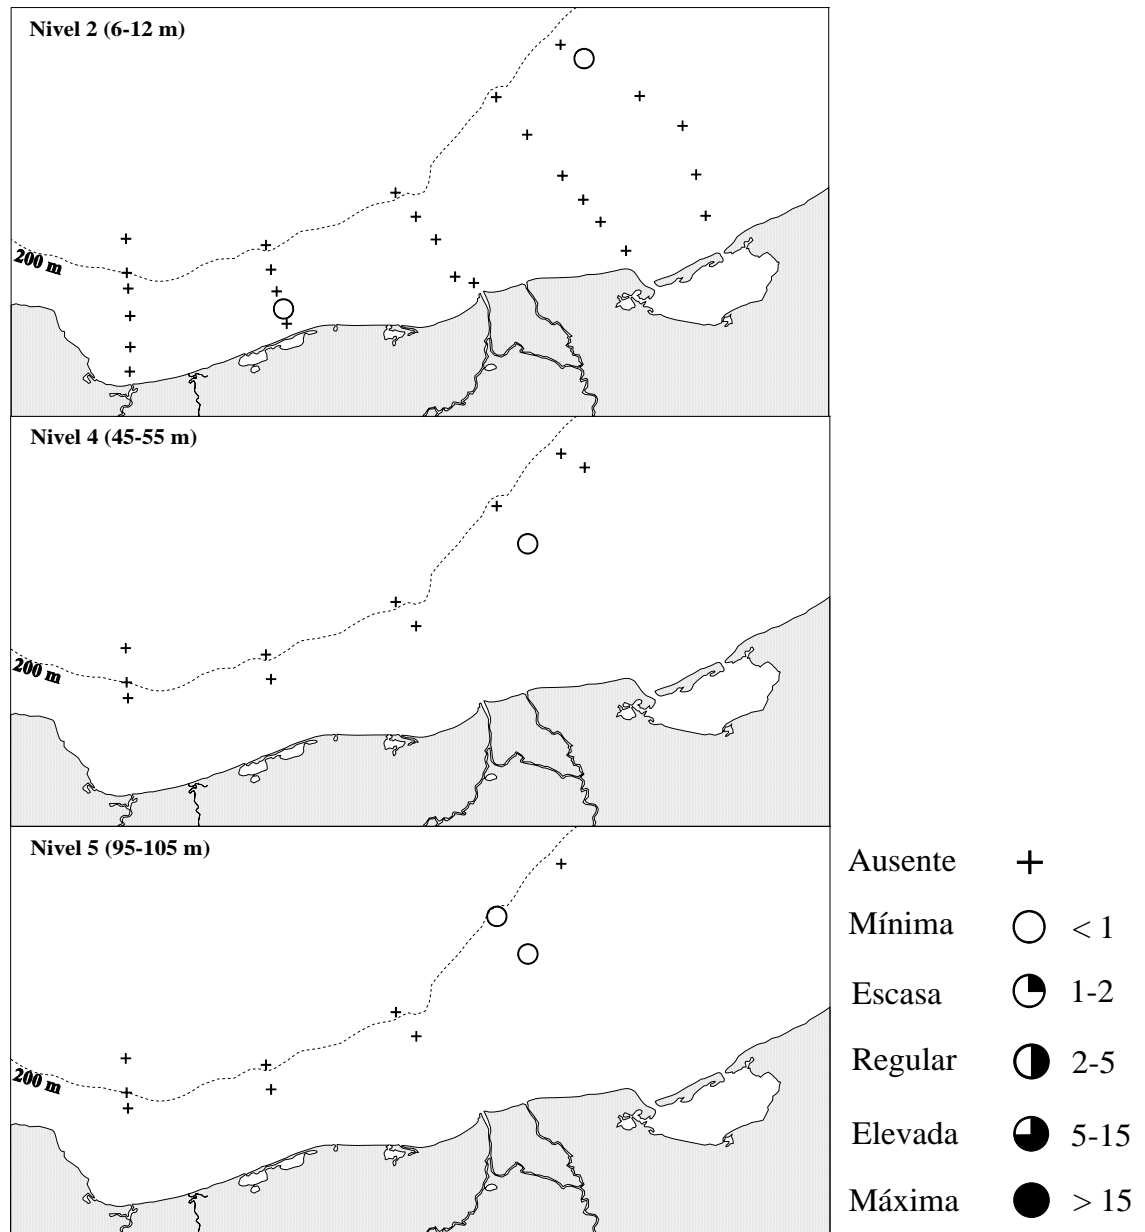 Nivel 2 (6-12 m)
200 m
Nivel 4 (45-55 m)
200 m
Nivel 5 (95-105 m)
200 m
Ausente
Mínima < 1
Escasa 1-2
Regular 2-5
Elevada 5-15
Máxima > 15